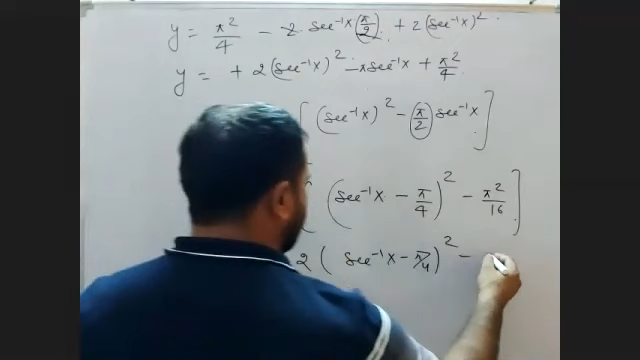 y = π²/4 - 2 sec⁻¹x (π/2) + 2 (sec⁻¹x)²
y = + 2 (sec⁻¹x)² - π sec⁻¹x + π²/4
[ (sec⁻¹x)² - (π/2) sec⁻¹x ]
[ (sec⁻¹x - π/4)² - π²/16 ]
2 ( sec⁻¹x - π/4 )² -